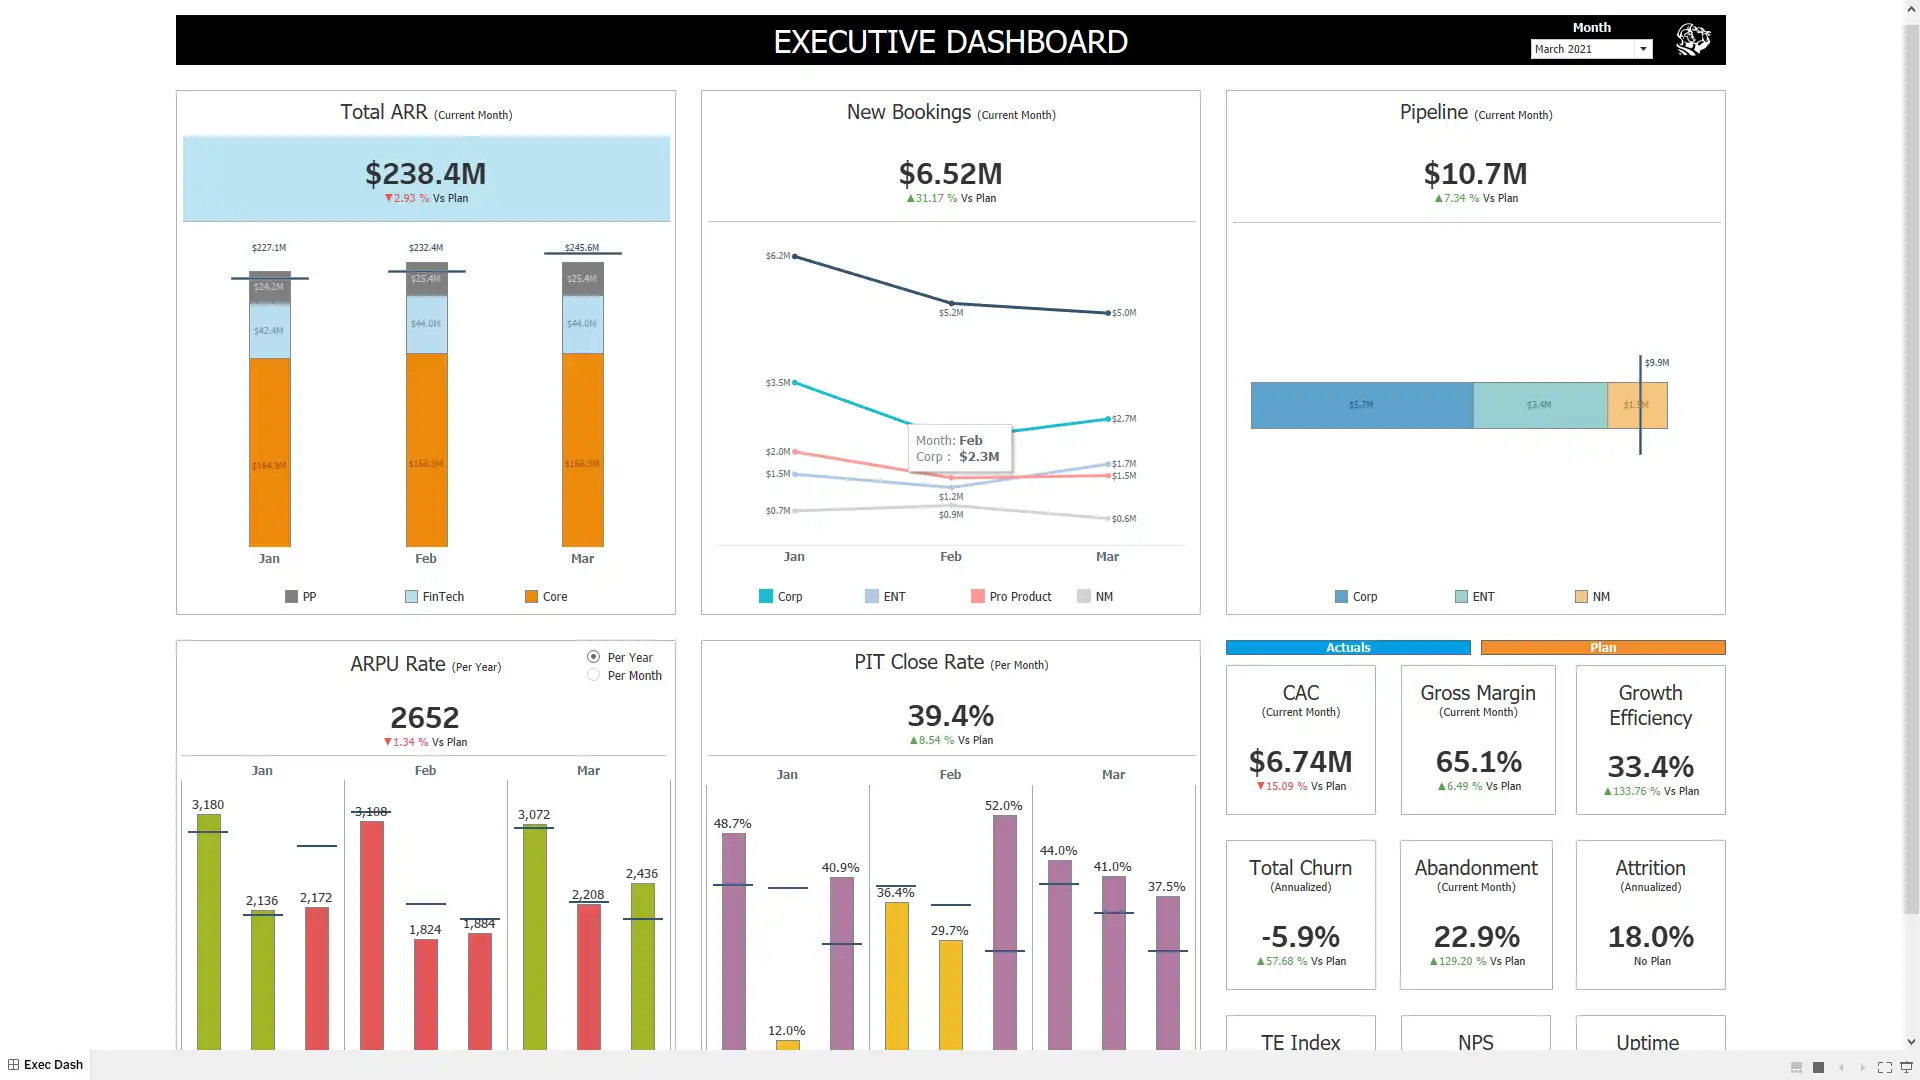 EXECUTIVE DASHBOARD
Month
March 2021
Total ARR (Current Month)
$238.4M
▼2.93 % Vs Plan
$227.1M
$232.4M
$245.6M
$24.2M
$25.4M
$25.4M
$42.4M
$44.0M
$44.0M
$164.9M
$168.9M
$168.9M
Jan
Feb
Mar
PP
FinTech
Core
New Bookings (Current Month)
$6.52M
▲31.17 % Vs Plan
$6.2M
$5.2M
$5.0M
$3.5M
$2.7M
Month: Feb
Corp : $2.3M
$2.0M
$1.5M
$1.7M
$1.5M
$1.2M
$0.7M
$0.9M
$0.6M
Jan
Feb
Mar
Corp
ENT
Pro Product
NM
Pipeline (Current Month)
$10.7M
▲7.34 % Vs Plan
$9.9M
$5.7M
$3.4M
Corp
ENT
NM
ARPU Rate (Per Year)
Per Year
Per Month
2652
▼1.34 % Vs Plan
Jan
Feb
Mar
3,180
2,136
2,172
3,108
1,824
1,884
3,072
2,208
2,436
PIT Close Rate (Per Month)
39.4%
▲8.54 % Vs Plan
Jan
Feb
Mar
48.7%
12.0%
40.9%
36.4%
29.7%
52.0%
44.0%
41.0%
37.5%
Actuals
Plan
CAC
(Current Month)
$6.74M
▼15.09 % Vs Plan
Gross Margin
(Current Month)
65.1%
▲6.49 % Vs Plan
Growth
Efficiency
33.4%
▲133.76 % Vs Plan
Total Churn
(Annualized)
-5.9%
▲57.68 % Vs Plan
Abandonment
(Current Month)
22.9%
▲129.20 % Vs Plan
Attrition
(Annualized)
18.0%
No Plan
TE Index
NPS
Uptime
Exec Dash